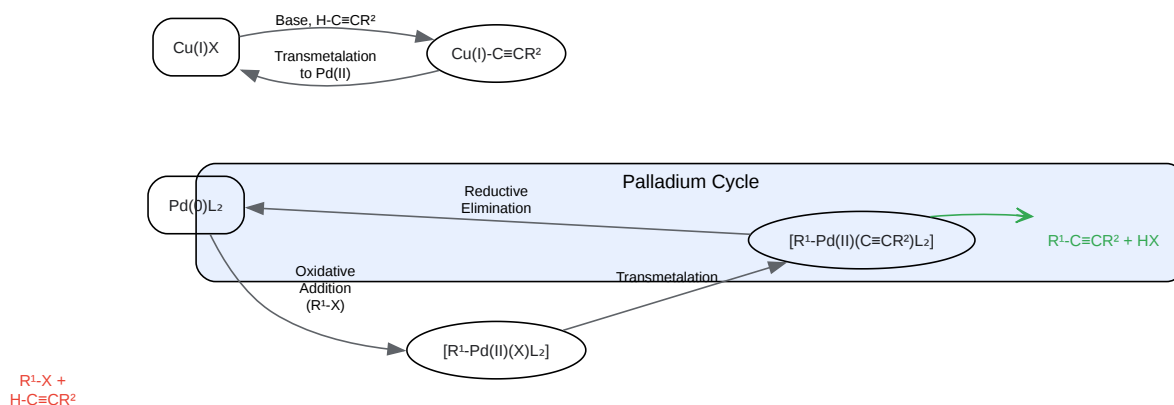 Base, H-C≡CR²
Cu(I)X
Cu(I)-C≡CR²
Transmetalation
to Pd(II)
Palladium Cycle
Reductive
Elimination
Pd(0)L₂
[R¹-Pd(II)(C≡CR²)L₂]
R¹-C≡CR² + HX
Oxidative
Addition
(R¹-X)
Transmetalation
[R¹-Pd(II)(X)L₂]
R¹-X +
H-C≡CR²